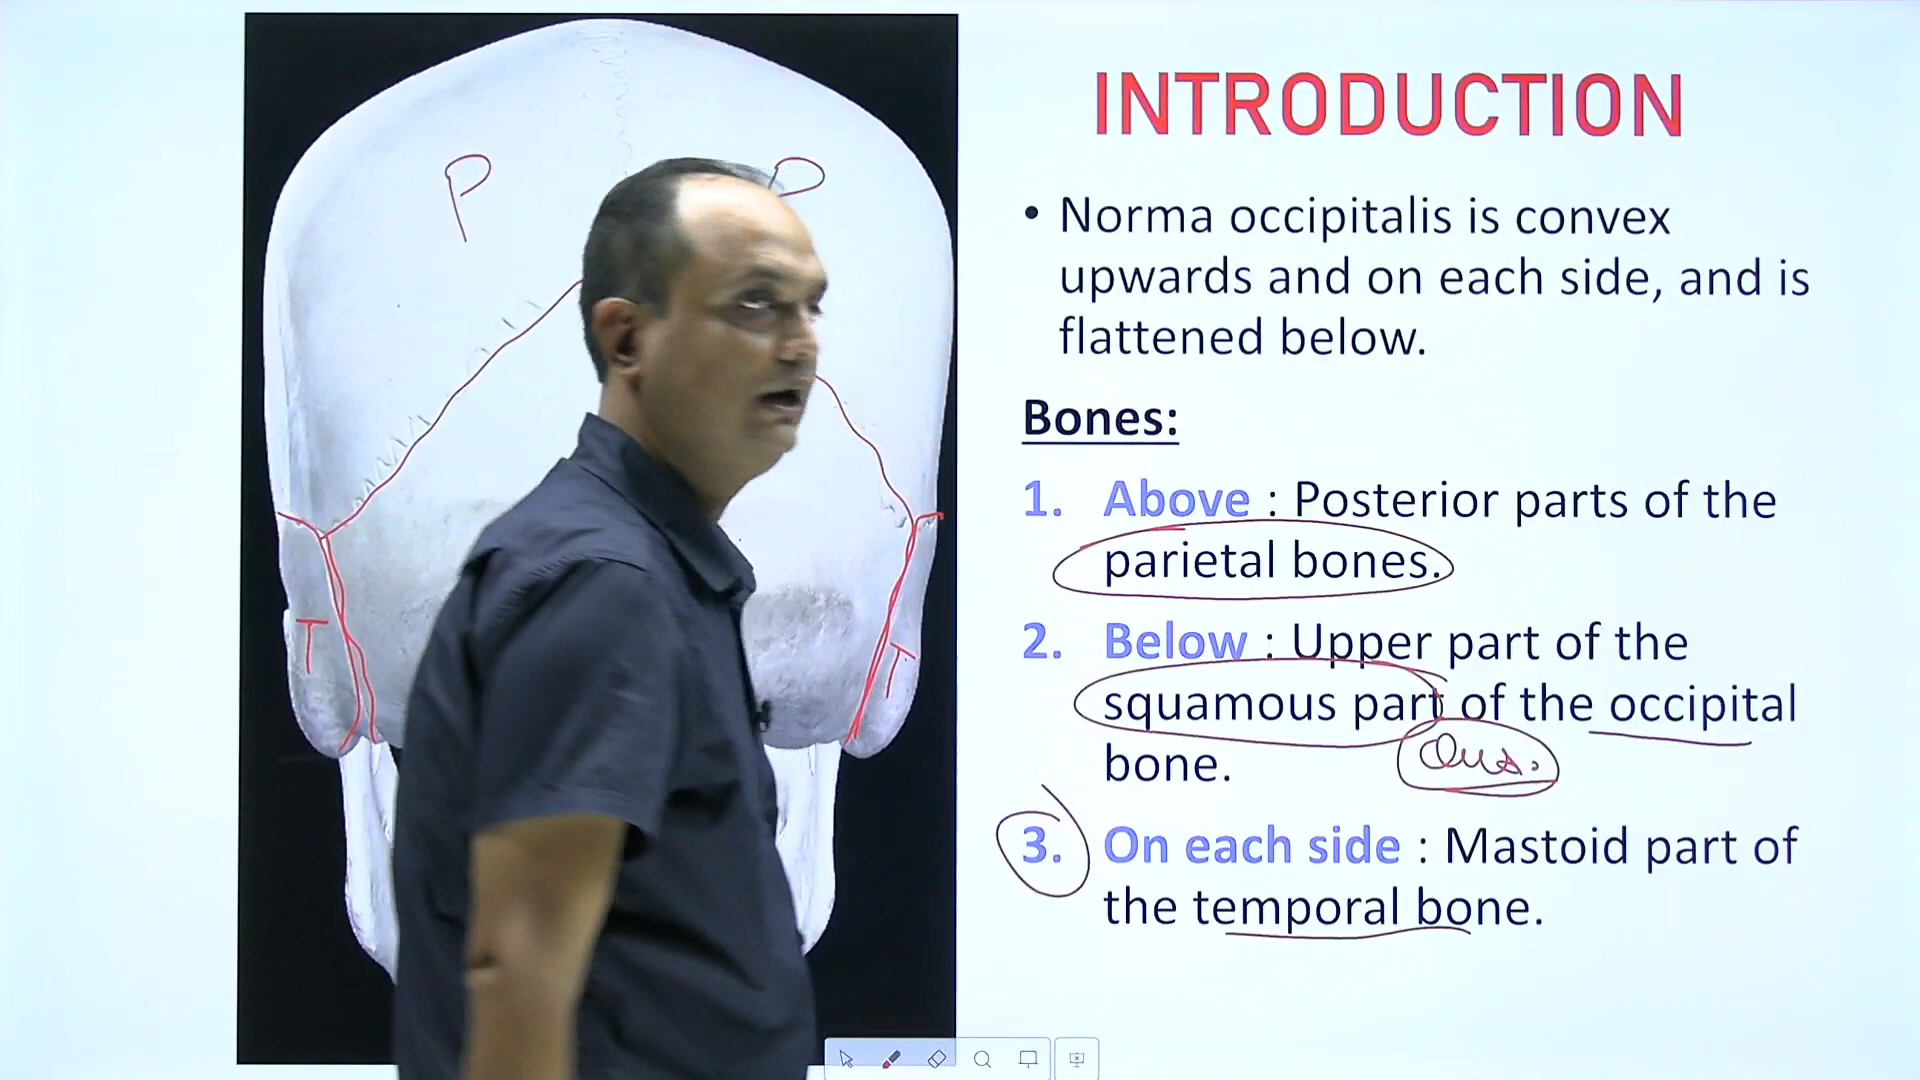 P
P
T
T
INTRODUCTION
• Norma occipitalis is convex
upwards and on each side, and is
flattened below.
Bones:
1. Above : Posterior parts of the
parietal bones.
2. Below : Upper part of the
squamous part of the occipital
bone.
Ques.
3. On each side : Mastoid part of
the temporal bone.